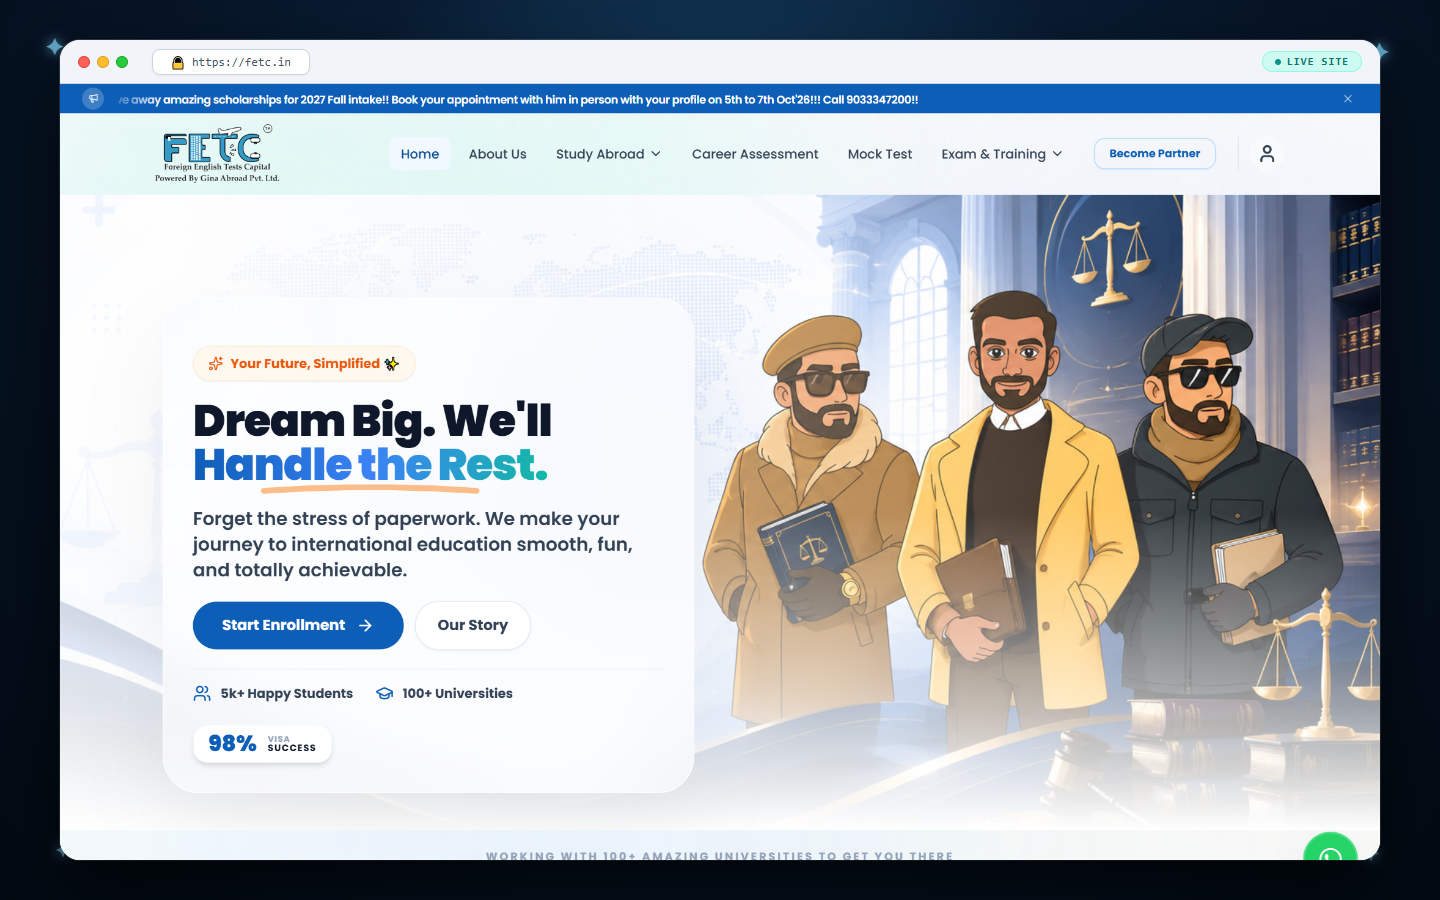 https://fetc.in
LIVE SITE
away amazing scholarships for 2027 Fall intake!! Book your appointment with him in person with your profile on 5th to 7th Oct'26!!! Call 9033347200!!
FETC
Foreign English Tests Capital
Powered By Gina Abroad Pvt. Ltd.
Home
About Us
Study Abroad
Career Assessment
Mock Test
Exam & Training
Become Partner
Your Future, Simplified
Dream Big. We'll
Handle the Rest.
Forget the stress of paperwork. We make your
journey to international education smooth, fun,
and totally achievable.
Start Enrollment
Our Story
5k+ Happy Students
100+ Universities
98%
VISA
SUCCESS
WORKING WITH 100+ AMAZING UNIVERSITIES TO GET YOU THERE